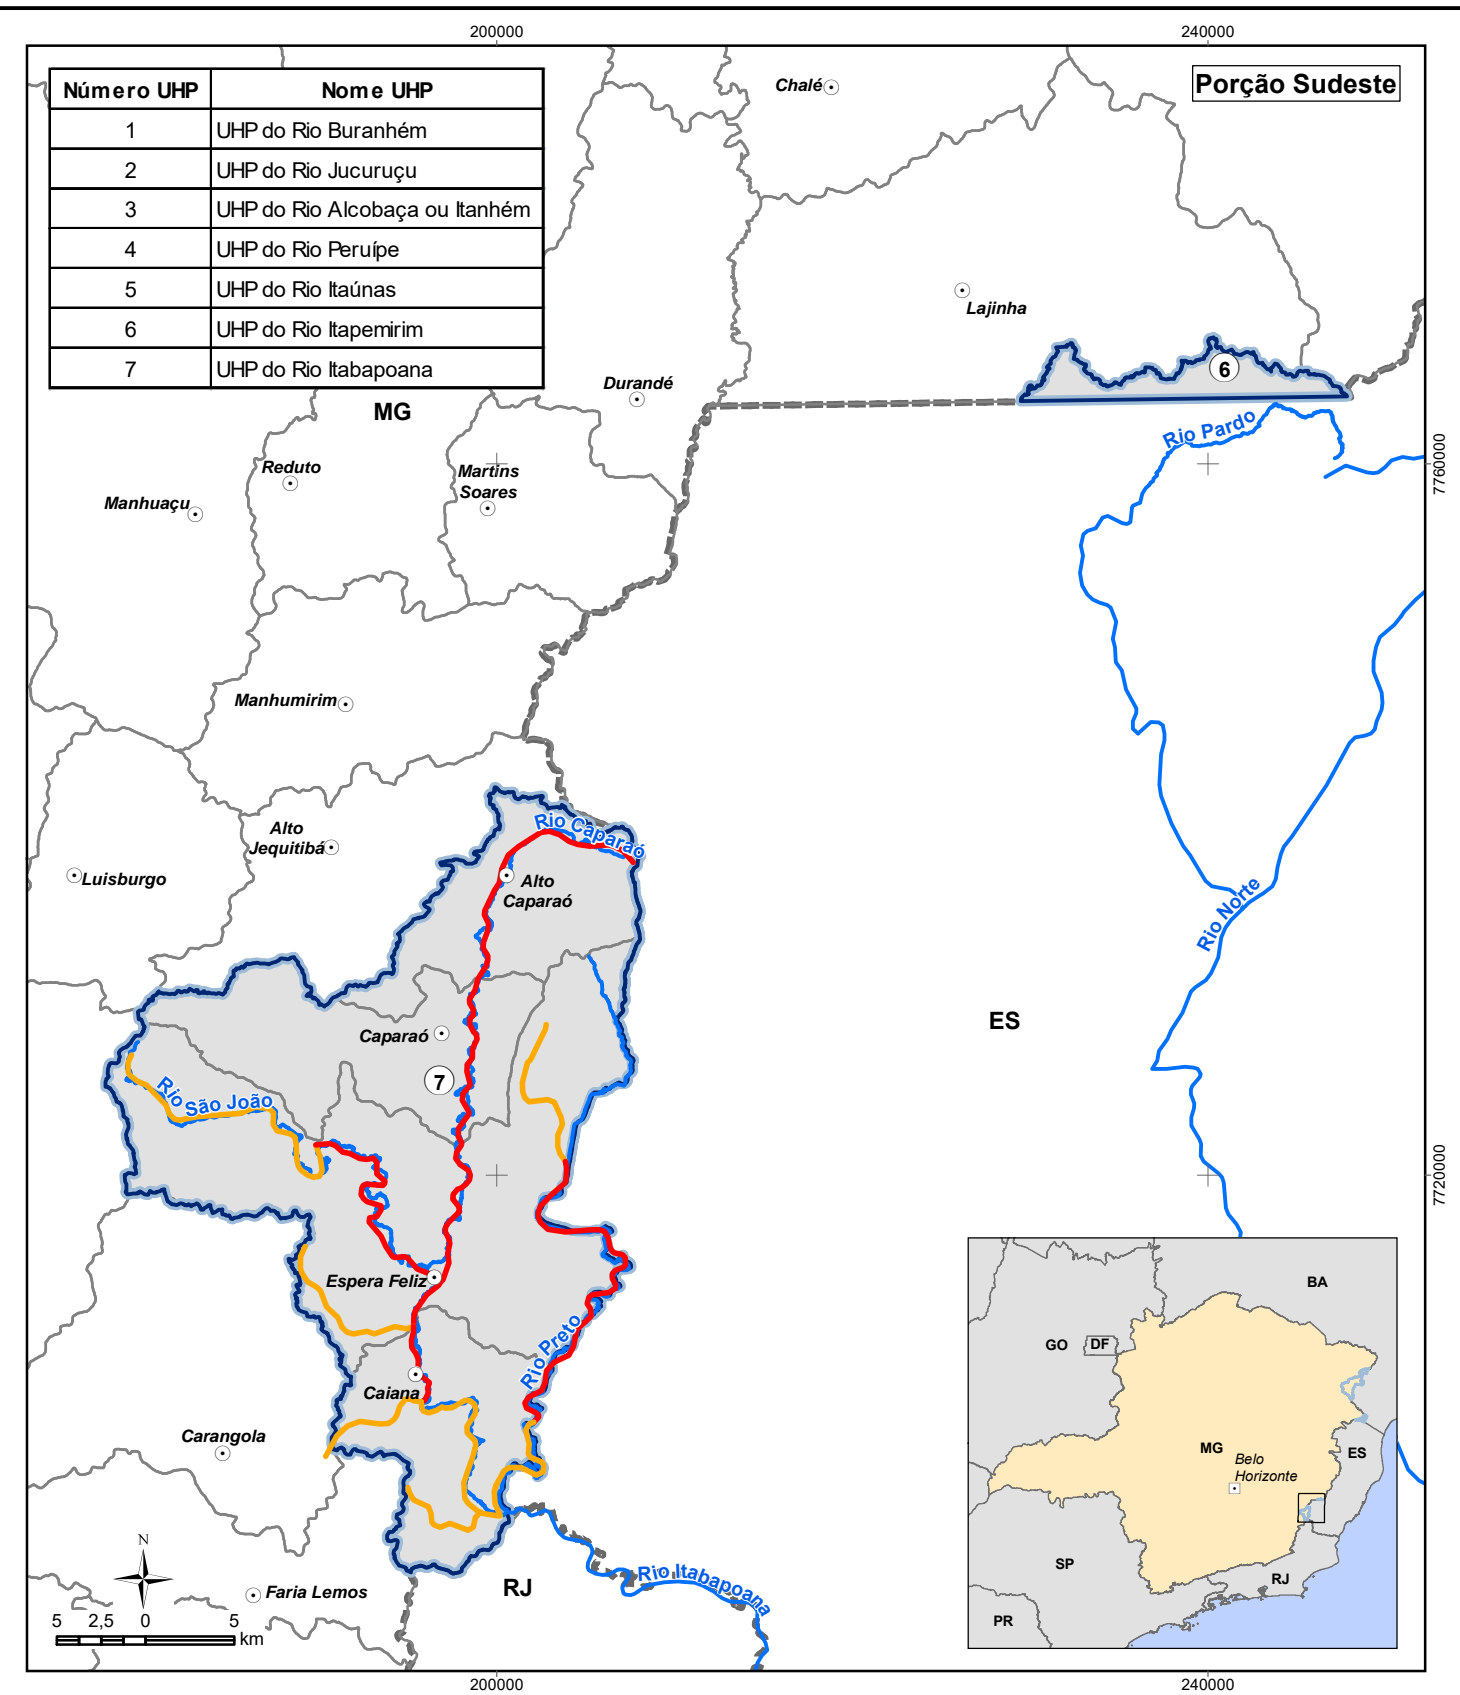 200000
240000
Número UHP Nome UHP
1 UHP do Rio Buranhém
2 UHP do Rio Jucuruçu
3 UHP do Rio Alcobaça ou Itanhém
4 UHP do Rio Peruípe
5 UHP do Rio Itaúnas
6 UHP do Rio Itapemirim
7 UHP do Rio Itabapoana
Porção Sudeste
Chalé
Lajinha
6
Durandé
MG
Rio Pardo
Reduto
Martins
Soares
Manhuaçu
7760000
Manhumirim
Alto
Jequitibá
Rio Caparaó
Luisburgo
Alto
Caparaó
Rio Norte
ES
Caparaó
7
Rio
São João
7720000
Espera Feliz
Rio Preto
Caiana
Carangola
Faria Lemos
RJ
Rio Itabapoana
N
5 2,5 0 5
km
BA
GO
DF
MG
Belo
Horizonte
ES
SP
RJ
PR
200000
240000